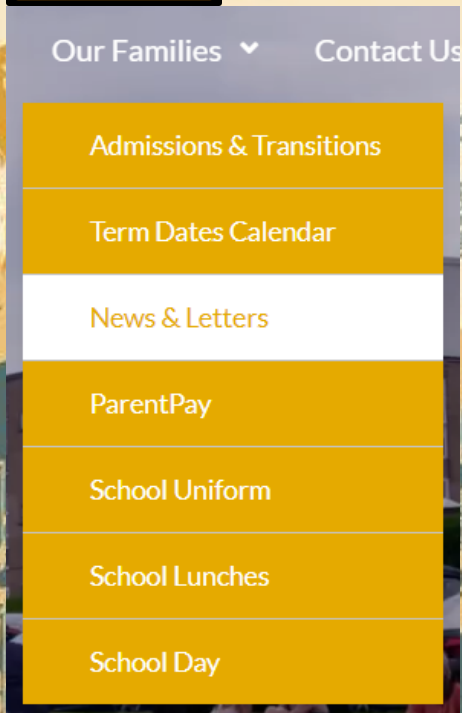 Our Families
Contact Us
Admissions & Transitions
Term Dates Calendar
News & Letters
ParentPay
School Uniform
School Lunches
School Day